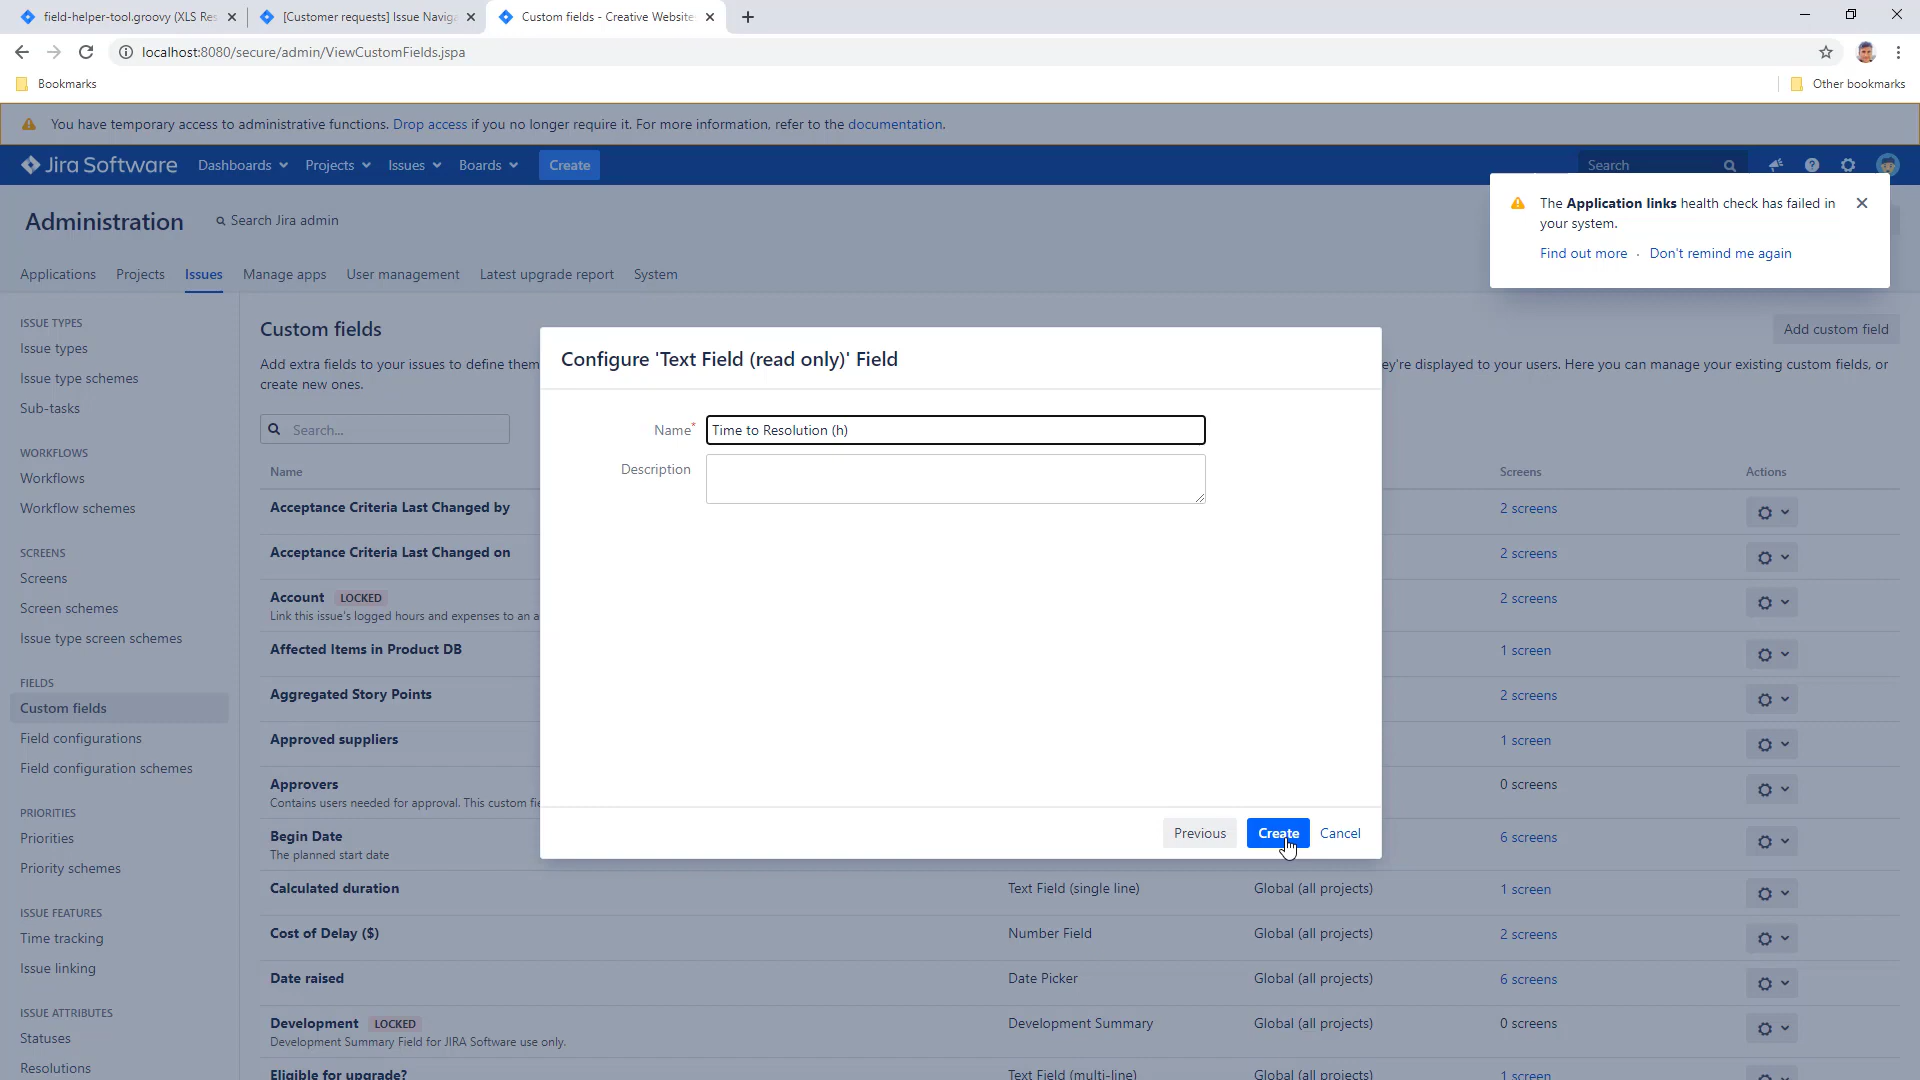 field-helper-tool.groovy (XLS Res
[Customer requests] Issue Naviga
Custom fields - Creative Website
localhost:8080/secure/admin/ViewCustomFields.jspa
Bookmarks
Other bookmarks
You have temporary access to administrative functions. Drop access if you no longer require it. For more information, refer to the documentation.
Jira Software
Dashboards
Projects
Issues
Boards
Create
Search
The Application links health check has failed in
your system.
Find out more · Don't remind me again
Administration
Search Jira admin
Applications
Projects
Issues
Manage apps
User management
Latest upgrade report
System
ISSUE TYPES
Issue types
Issue type schemes
Sub-tasks
WORKFLOWS
Workflows
Workflow schemes
SCREENS
Screens
Screen schemes
Issue type screen schemes
FIELDS
Custom fields
Field configurations
Field configuration schemes
PRIORITIES
Priorities
Priority schemes
ISSUE FEATURES
Time tracking
Issue linking
ISSUE ATTRIBUTES
Statuses
Resolutions
Custom fields
Add custom field
Add extra fields to your issues to define them
ey're displayed to your users. Here you can manage your existing custom fields, or
create new ones.
Search...
Name
Screens
Actions
Acceptance Criteria Last Changed by
2 screens
Acceptance Criteria Last Changed on
2 screens
Account LOCKED
Link this issue's logged hours and expenses to an a
2 screens
Affected Items in Product DB
1 screen
Aggregated Story Points
2 screens
Approved suppliers
1 screen
Approvers
Contains users needed for approval. This custom fie
0 screens
Begin Date
The planned start date
6 screens
Calculated duration
Text Field (single line)
Global (all projects)
1 screen
Cost of Delay ($)
Number Field
Global (all projects)
2 screens
Date raised
Date Picker
Global (all projects)
6 screens
Development LOCKED
Development Summary Field for JIRA Software use only.
Development Summary
Global (all projects)
0 screens
Eligible for upgrade?
Text Field (multi-line)
Global (all projects)
1 screen
Configure 'Text Field (read only)' Field
Name*
Time to Resolution (h)
Description
Previous
Create
Cancel